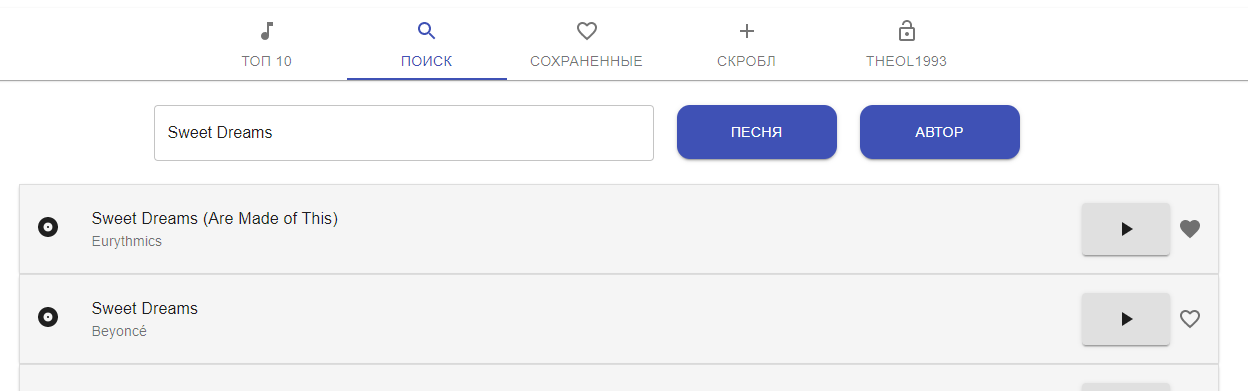 ТОП 10
ПОИСК
СОХРАНЕННЫЕ
СКРОБЛ
THEOL1993
Sweet Dreams
ПЕСНЯ
АВТОР
Sweet Dreams (Are Made of This)
Eurythmics
Sweet Dreams
Beyoncé